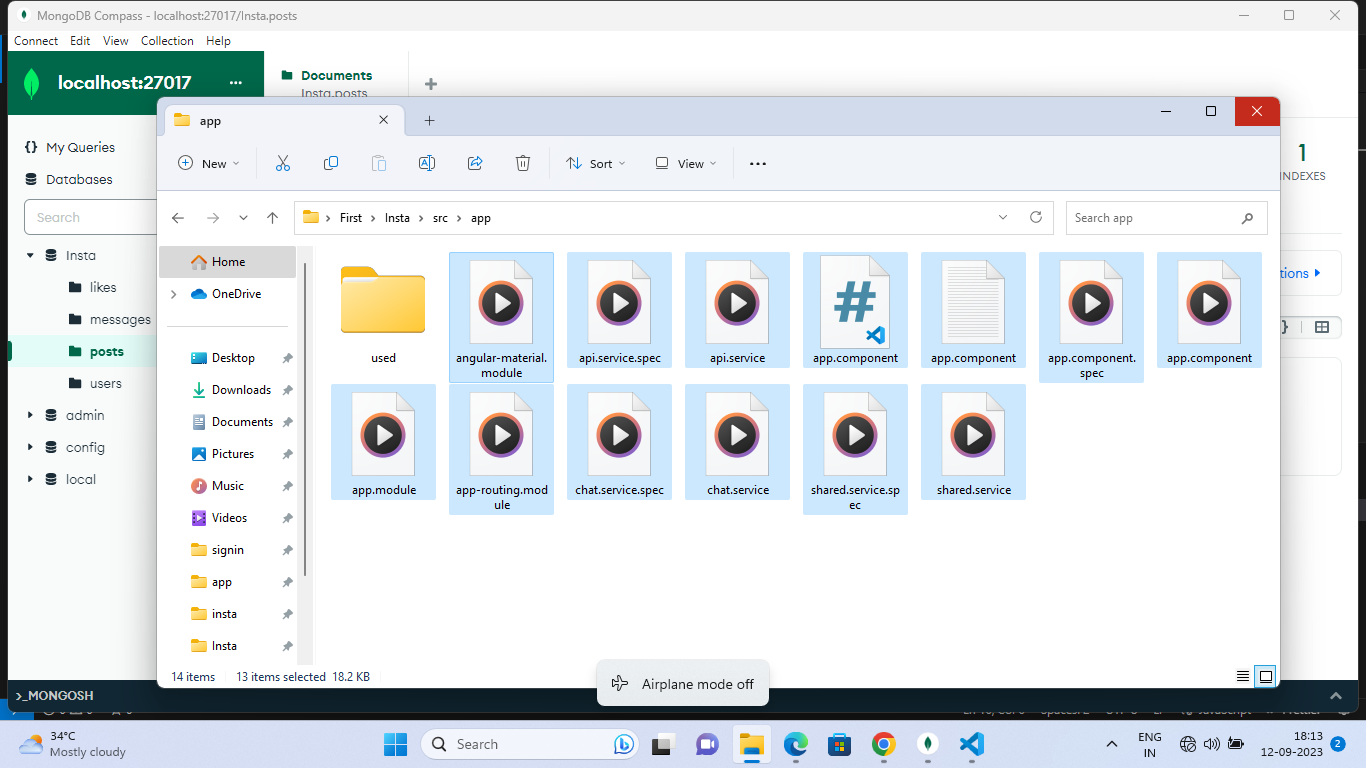 MongoDB Compass - localhost:27017/Insta.posts
Connect Edit View Collection Help
localhost:27017
Documents
Insta.posts
My Queries
Databases
Search
Insta
likes
messages
posts
users
admin
config
local
1
INDEXES
app
New
Sort
View
First
Insta
src
app
Search app
Home
OneDrive
Desktop
Downloads
Documents
Pictures
Music
Videos
signin
app
insta
Insta
used
angular-material.
module
api.service.spec
api.service
app.component
app.component
app.component.
spec
app.component
app.module
app-routing.mod
ule
chat.service.spec
chat.service
shared.service.sp
ec
shared.service
14 items
13 items selected 18.2 KB
Airplane mode off
>_MONGOSH
34°C
Mostly cloudy
Search
ENG
IN
18:13
12-09-2023
2